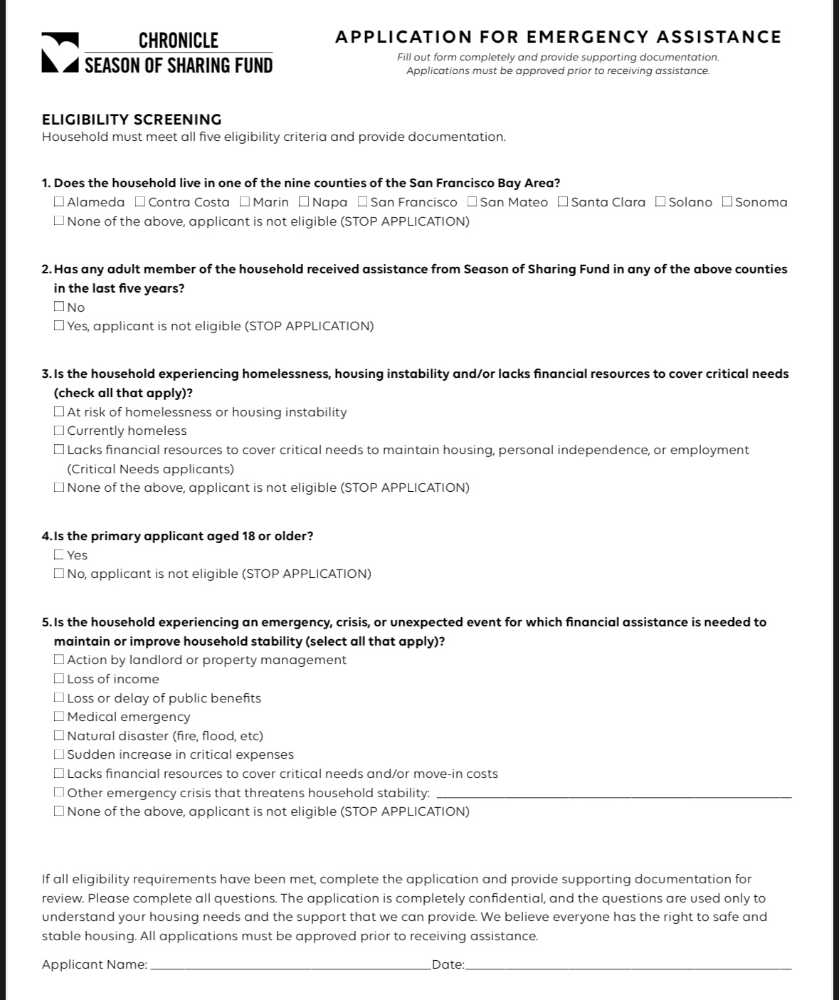 CHRONICLE
SEASON OF SHARING FUND
APPLICATION FOR EMERGENCY ASSISTANCE
Fill out form completely and provide supporting documentation.
Applications must be approved prior to receiving assistance.
ELIGIBILITY SCREENING
Household must meet all five eligibility criteria and provide documentation.
1. Does the household live in one of the nine counties of the San Francisco Bay Area?
☐ Alameda ☐ Contra Costa ☐ Marin ☐ Napa ☐ San Francisco ☐ San Mateo ☐ Santa Clara ☐ Solano ☐ Sonoma
☐ None of the above, applicant is not eligible (STOP APPLICATION)
2. Has any adult member of the household received assistance from Season of Sharing Fund in any of the above counties
in the last five years?
☐ No
☐ Yes, applicant is not eligible (STOP APPLICATION)
3. Is the household experiencing homelessness, housing instability and/or lacks financial resources to cover critical needs
(check all that apply)?
☐ At risk of homelessness or housing instability
☐ Currently homeless
☐ Lacks financial resources to cover critical needs to maintain housing, personal independence, or employment
(Critical Needs applicants)
☐ None of the above, applicant is not eligible (STOP APPLICATION)
4. Is the primary applicant aged 18 or older?
☐ Yes
☐ No, applicant is not eligible (STOP APPLICATION)
5. Is the household experiencing an emergency, crisis, or unexpected event for which financial assistance is needed to
maintain or improve household stability (select all that apply)?
☐ Action by landlord or property management
☐ Loss of income
☐ Loss or delay of public benefits
☐ Medical emergency
☐ Natural disaster (fire, flood, etc)
☐ Sudden increase in critical expenses
☐ Lacks financial resources to cover critical needs and/or move-in costs
☐ Other emergency crisis that threatens household stability: ____________________
☐ None of the above, applicant is not eligible (STOP APPLICATION)
If all eligibility requirements have been met, complete the application and provide supporting documentation for
review. Please complete all questions. The application is completely confidential, and the questions are used only to
understand your housing needs and the support that we can provide. We believe everyone has the right to safe and
stable housing. All applications must be approved prior to receiving assistance.
Applicant Name: ____________________ Date: ____________________